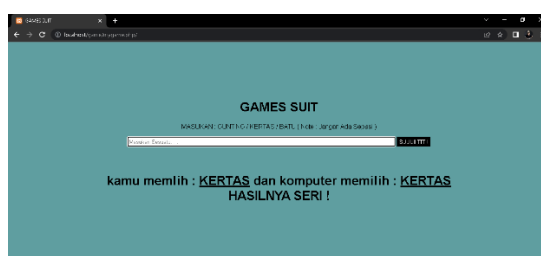 GAMES SUIT
GAMES SUIT
MASUKAN : GUNTING / KERTAS / BATU ( Note : Jangan Ada Spasi )
kamu memlih : KERTAS dan komputer memilih : KERTAS
HASILNYA SERI !